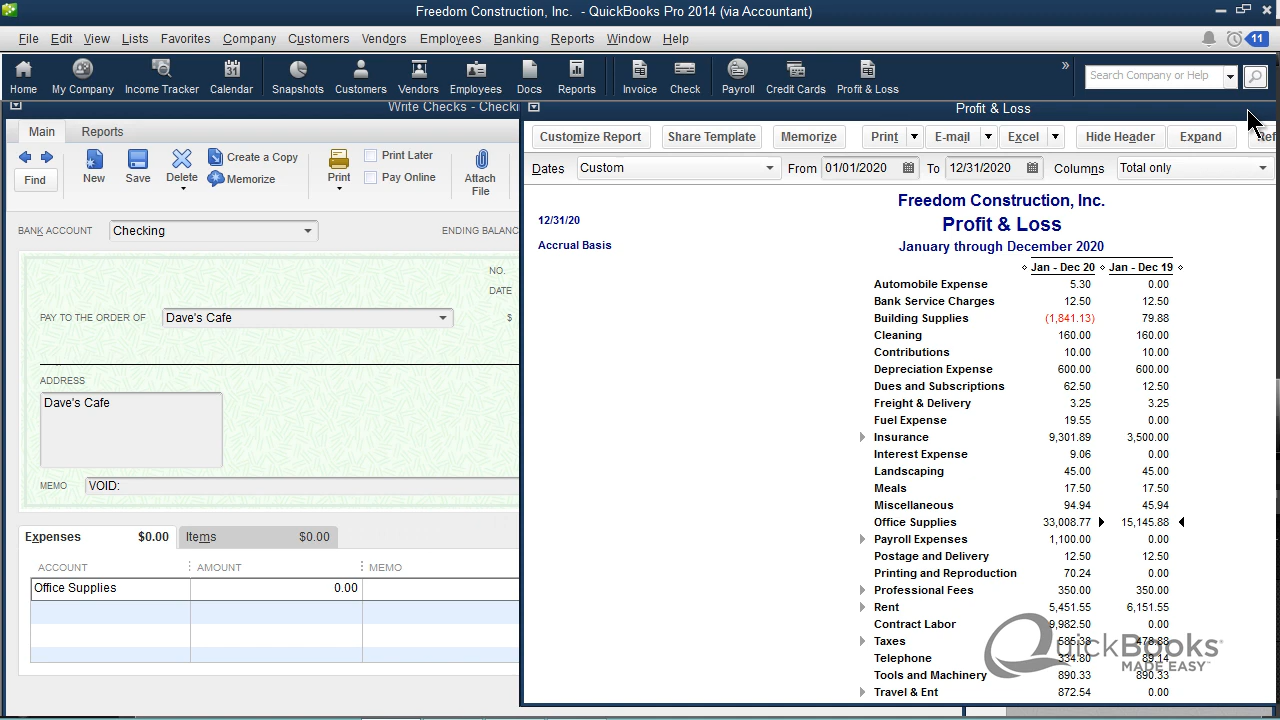 Freedom Construction, Inc. - QuickBooks Pro 2014 (via Accountant)
File Edit View Lists Favorites Company Customers Vendors Employees Banking Reports Window Help
11
Home My Company Income Tracker Calendar Snapshots Customers Vendors Employees Docs Reports Invoice Check Payroll Credit Cards Profit & Loss
31
»
Search Company or Help
Write Checks - Checki
Main Reports
Find
New Save Delete
Create a Copy
Memorize
Print
Print Later
Pay Online
Attach
File
BANK ACCOUNT Checking ENDING BALANC
NO.
DATE
PAY TO THE ORDER OF Dave's Cafe $
ADDRESS
Dave's Cafe
MEMO VOID:
Expenses $0.00 Items $0.00
ACCOUNT AMOUNT MEMO
Office Supplies 0.00
Profit & Loss
Customize Report Share Template Memorize Print E-mail Excel Hide Header Expand
Dates Custom From 01/01/2020 To 12/31/2020 Columns Total only
Freedom Construction, Inc.
12/31/20 Profit & Loss
Accrual Basis January through December 2020
Jan - Dec 20 Jan - Dec 19
Automobile Expense 5.30 0.00
Bank Service Charges 12.50 12.50
Building Supplies (1,841.13) 79.88
Cleaning 160.00 160.00
Contributions 10.00 10.00
Depreciation Expense 600.00 600.00
Dues and Subscriptions 62.50 12.50
Freight & Delivery 3.25 3.25
Fuel Expense 19.55 0.00
Insurance 9,301.89 3,500.00
Interest Expense 9.06 0.00
Landscaping 45.00 45.00
Meals 17.50 17.50
Miscellaneous 94.94 45.94
Office Supplies 33,008.77 15,145.88
Payroll Expenses 1,100.00 0.00
Postage and Delivery 12.50 12.50
Printing and Reproduction 70.24 0.00
Professional Fees 350.00 350.00
Rent 5,451.55 6,151.55
Contract Labor 9,982.50 0.00
Taxes
Telephone 334.80 89.14
Tools and Machinery 890.33 890.33
Travel & Ent 872.54 0.00
QuickBooks
MADE EASY™